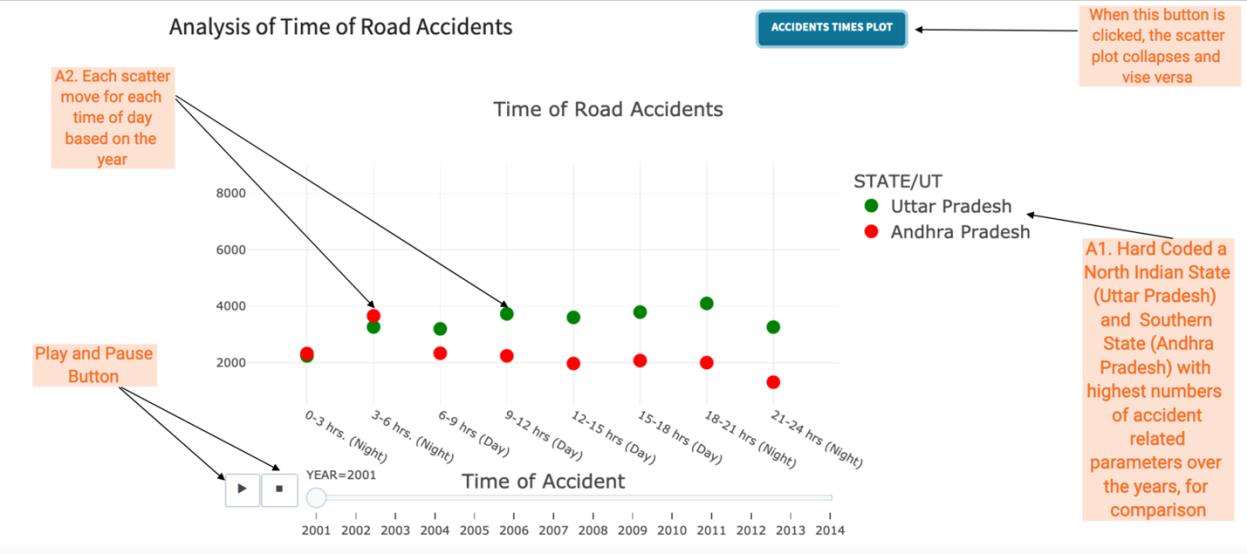 Analysis of Time of Road Accidents
ACCIDENTS TIMES PLOT
When this button is
clicked, the scatter
plot collapses and
vise versa
A2. Each scatter
move for each
time of day
based on the
year
Time of Road Accidents
STATE/UT
Uttar Pradesh
Andhra Pradesh
8000
6000
4000
2000
A1. Hard Coded a
North Indian State
(Uttar Pradesh)
and Southern
State (Andhra
Pradesh) with
highest numbers
of accident
related
parameters over
the years, for
comparison
Play and Pause
Button
0-3 hrs. (Night)
3-6 hrs. (Night)
6-9 hrs (Day)
9-12 hrs (Day)
12-15 hrs (Day)
15-18 hrs (Day)
18-21 hrs (Night)
21-24 hrs (Night)
YEAR=2001
Time of Accident
2001 2002 2003 2004 2005 2006 2007 2008 2009 2010 2011 2012 2013 2014